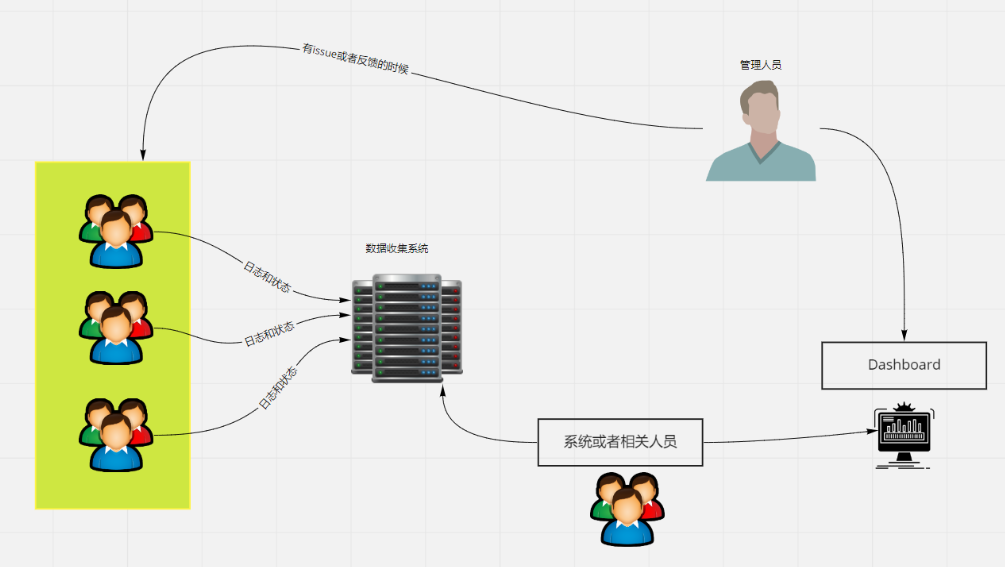 有issue或者反馈的时候
管理人员
数据收集系统
日志和状态
日志和状态
日志和状态
Dashboard
系统或者相关人员